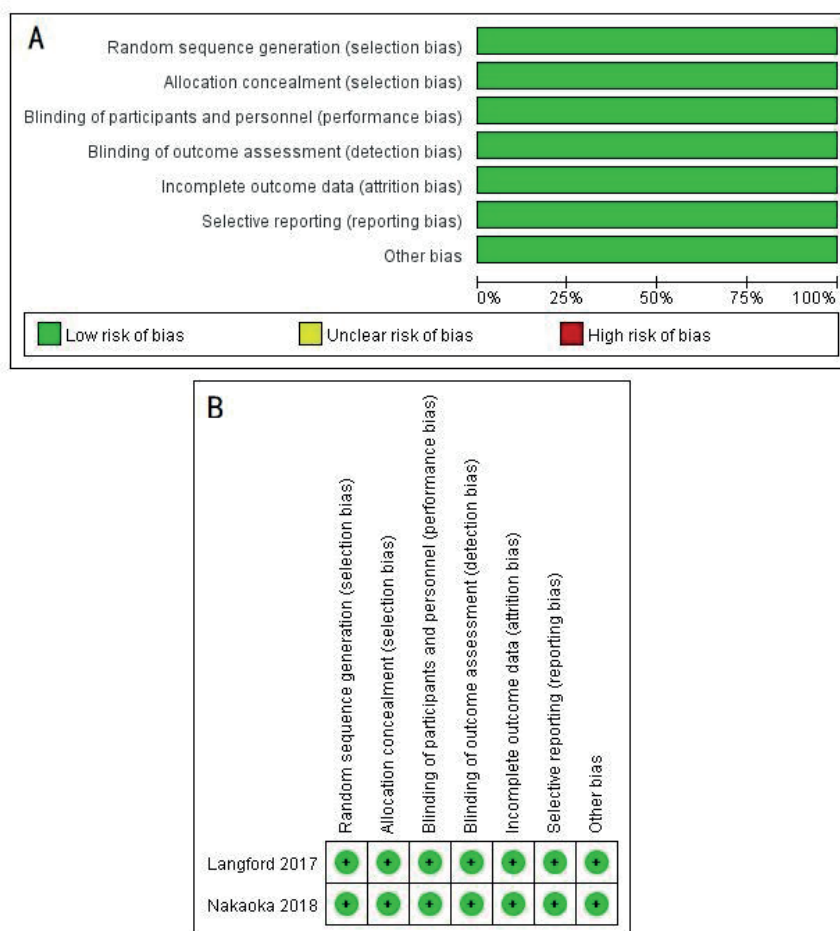 A
Random sequence generation (selection bias)
Allocation concealment (selection bias)
Blinding of participants and personnel (performance bias)
Blinding of outcome assessment (detection bias)
Incomplete outcome data (attrition bias)
Selective reporting (reporting bias)
Other bias
0% 25% 50% 75% 100%
Low risk of bias Unclear risk of bias High risk of bias
B
Random sequence generation (selection bias)
Allocation concealment (selection bias)
Blinding of participants and personnel (performance bias)
Blinding of outcome assessment (detection bias)
Incomplete outcome data (attrition bias)
Selective reporting (reporting bias)
Other bias
Langford 2017 + + + + + + +
Nakaoka 2018 + + + + + + +